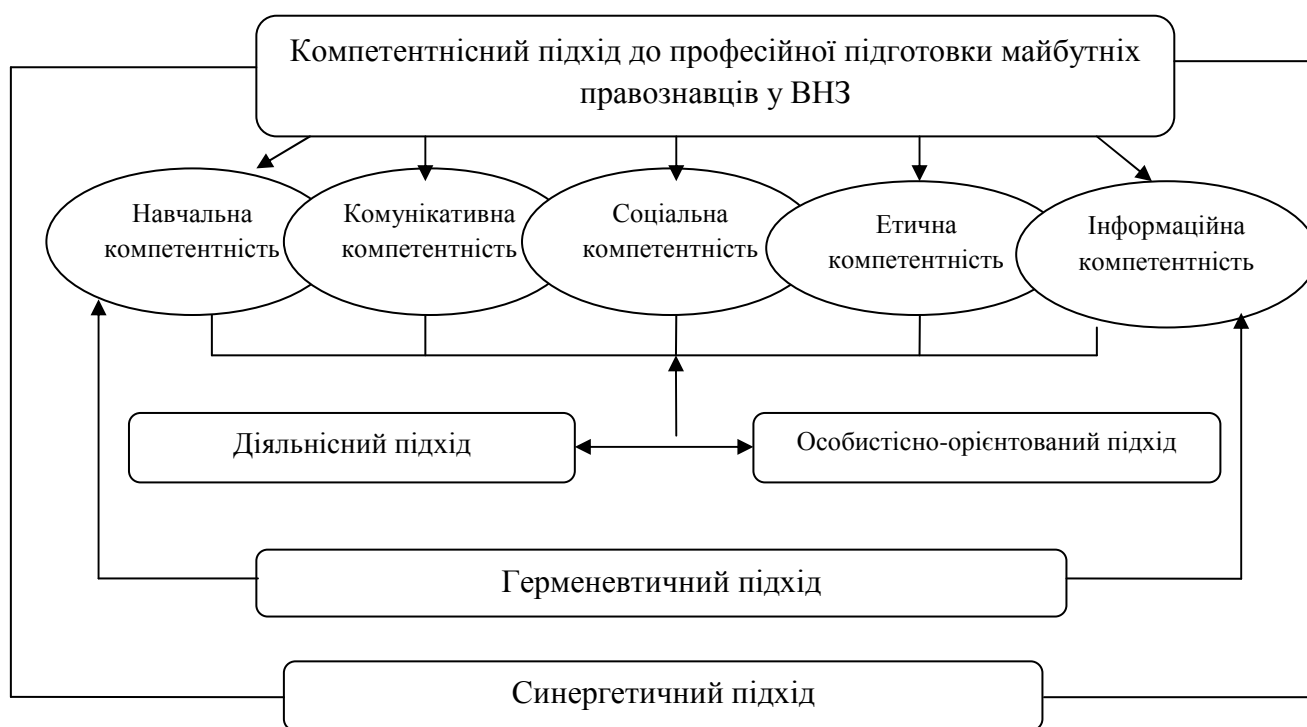 Компетентнісний підхід до професійної підготовки майбутніх
правознавців у ВНЗ
Навчальна
компетентність
Комунікативна
компетентність
Соціальна
компетентність
Етична
компетентність
Інформаційна
компетентність
Діяльнісний підхід
Особистісно-орієнтований підхід
Герменевтичний підхід
Синергетичний підхід